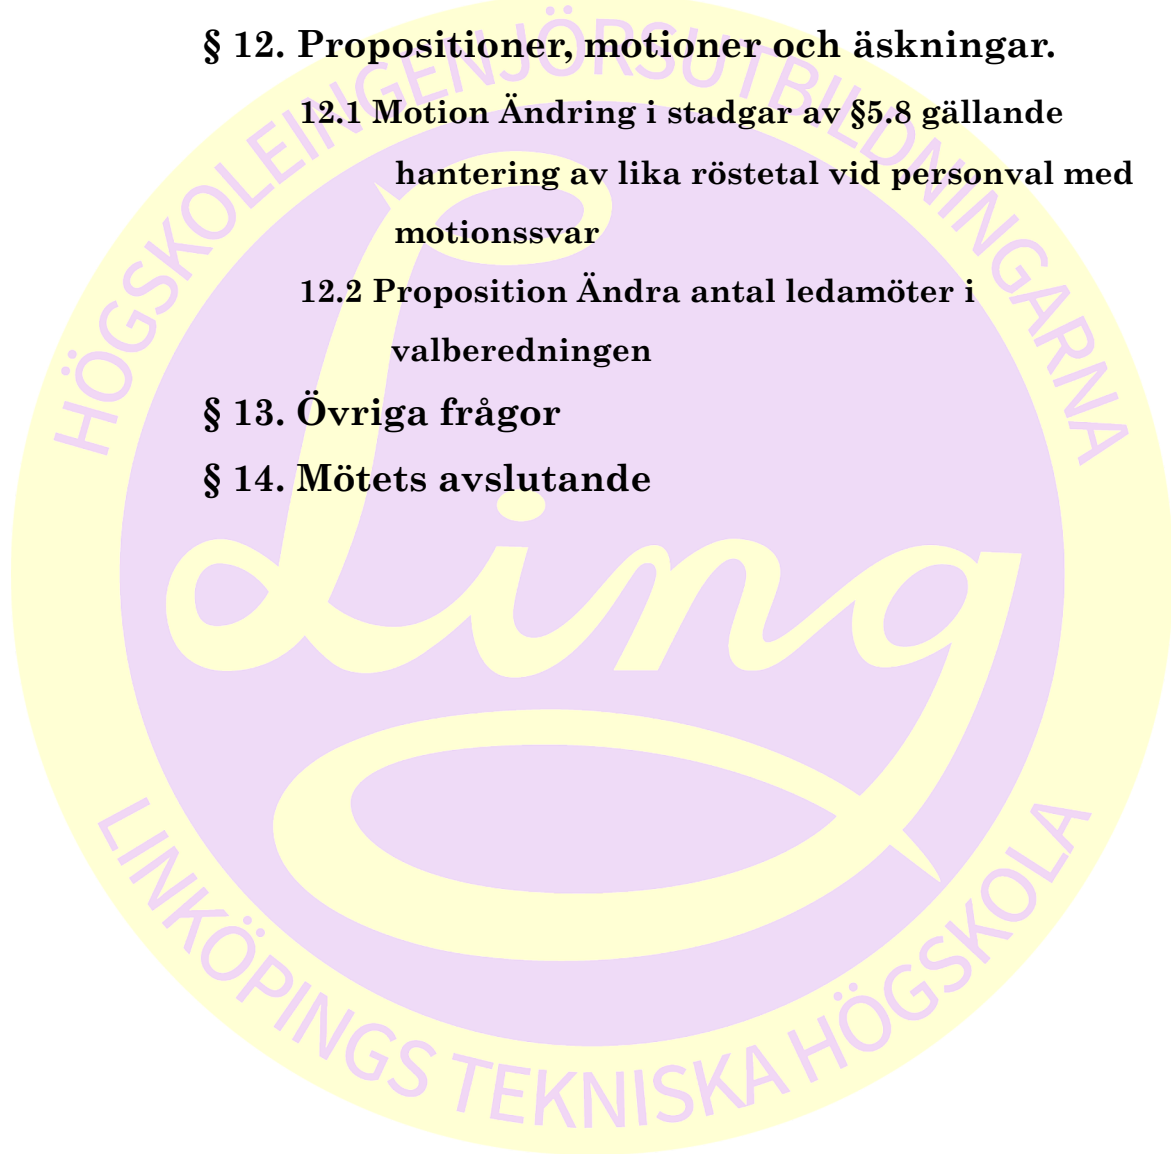 § 12. Propositioner, motioner och äskningar.
12.1 Motion Ändring i stadgar av §5.8 gällande
hantering av lika röstetal vid personval med
motionssvar
12.2 Proposition Ändra antal ledamöter i
valberedningen
§ 13. Övriga frågor
§ 14. Mötets avslutande
HÖGSKOLEINGENJÖRSUTBILDNINGARNA
Ling
LINKÖPINGS TEKNISKA HÖGSKOLA